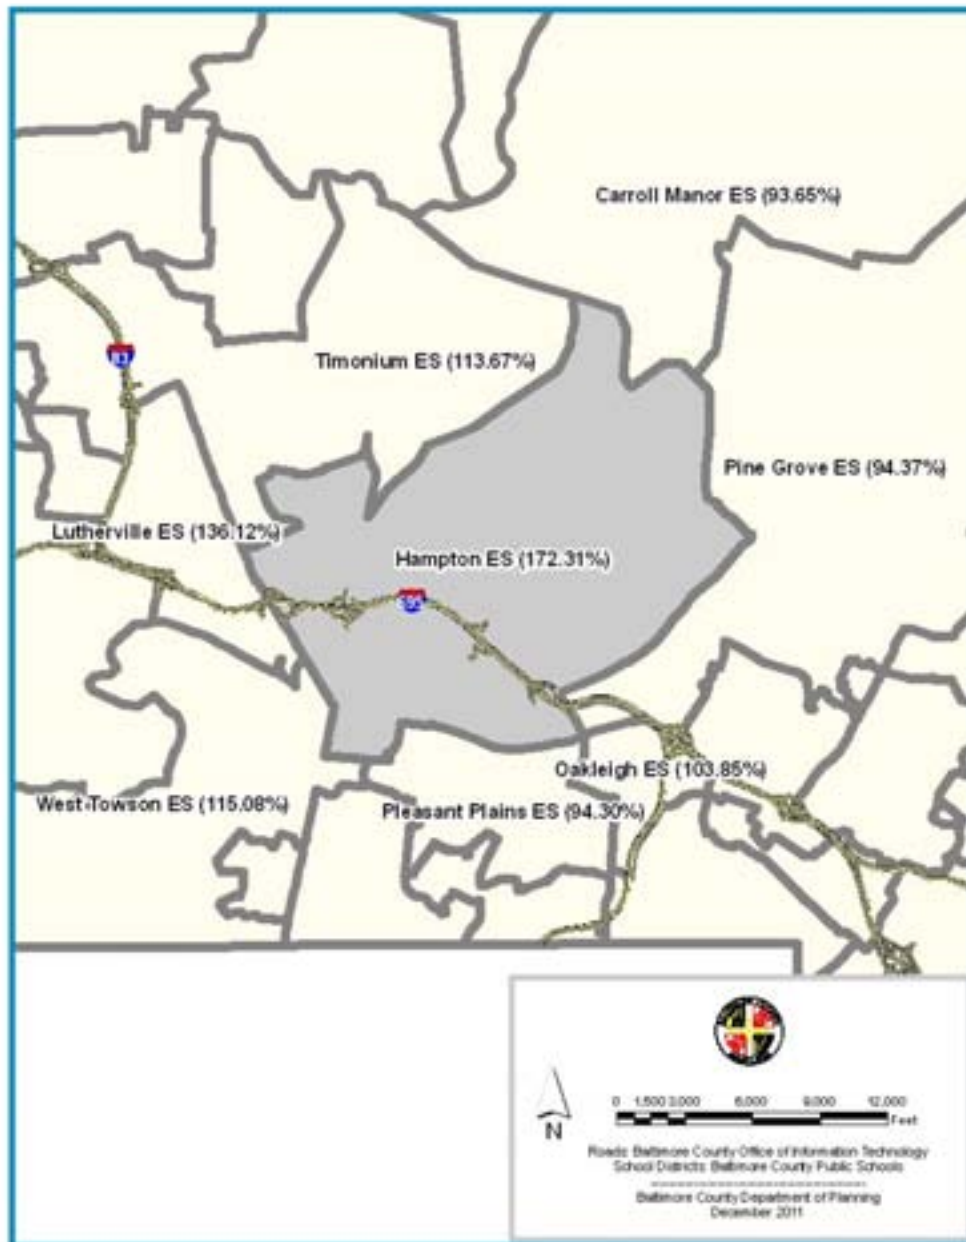 Carroll Manor ES (93.65%)
83
Timonium ES (113.67%)
Pine Grove ES (94.37%)
Lutherville ES (136.12%)
Hampton ES (172.31%)
695
Oakleigh ES (103.85%)
West Towson ES (115.08%)
Pleasant Plains ES (94.30%)
N
0 1,500 3,000 6,000 9,000 12,000
Feet
Roads: Baltimore County Office of Information Technology
School Districts: Baltimore County Public Schools
Baltimore County Department of Planning
December 2011